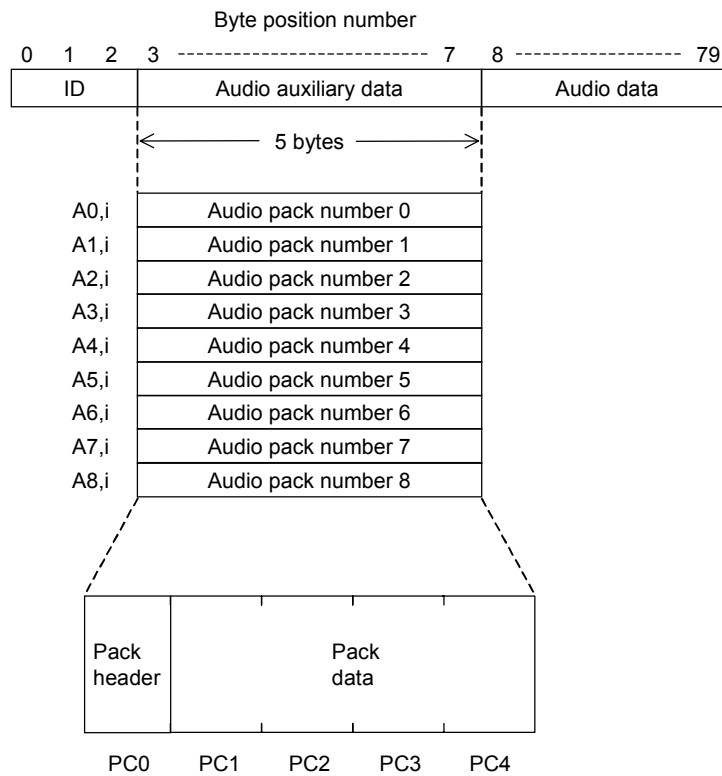 Byte position number
0 1 2 3 ---------------------------- 7 8 ---------------------------- 79
ID Audio auxiliary data Audio data
5 bytes
A0,i Audio pack number 0
A1,i Audio pack number 1
A2,i Audio pack number 2
A3,i Audio pack number 3
A4,i Audio pack number 4
A5,i Audio pack number 5
A6,i Audio pack number 6
A7,i Audio pack number 7
A8,i Audio pack number 8
Pack header
Pack data
PC0 PC1 PC2 PC3 PC4